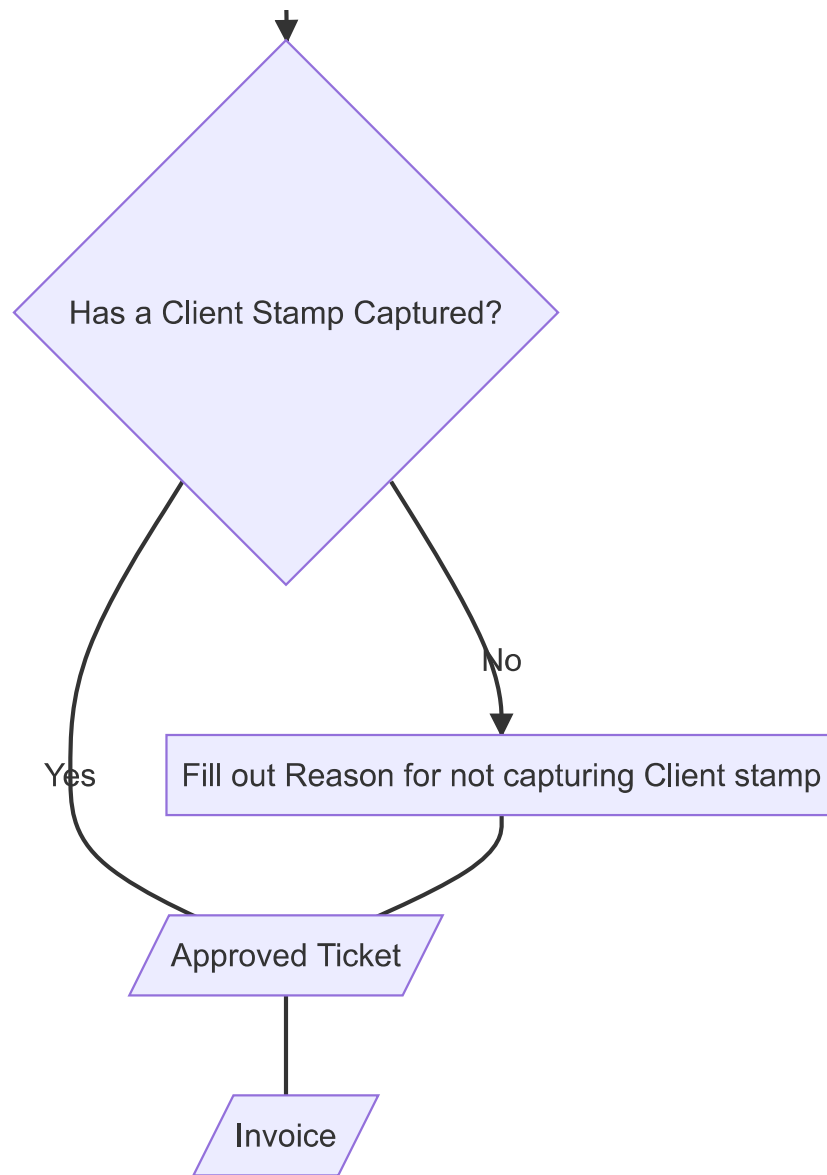 Has a Client Stamp Captured?
No
Yes
Fill out Reason for not capturing Client stamp
Approved Ticket
Invoice